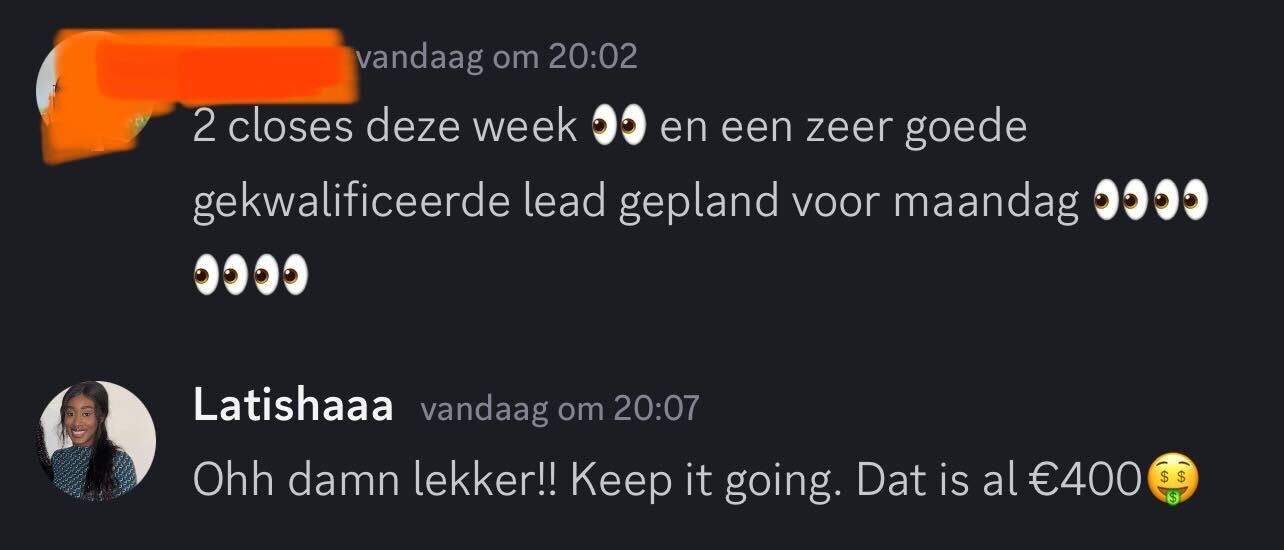 vandaag om 20:02
2 closes deze week 👀 en een zeer goede
gekwalificeerde lead gepland voor maandag 👀👀
👀👀
Latishaaa vandaag om 20:07
Ohh damn lekker!! Keep it going. Dat is al €400🤑